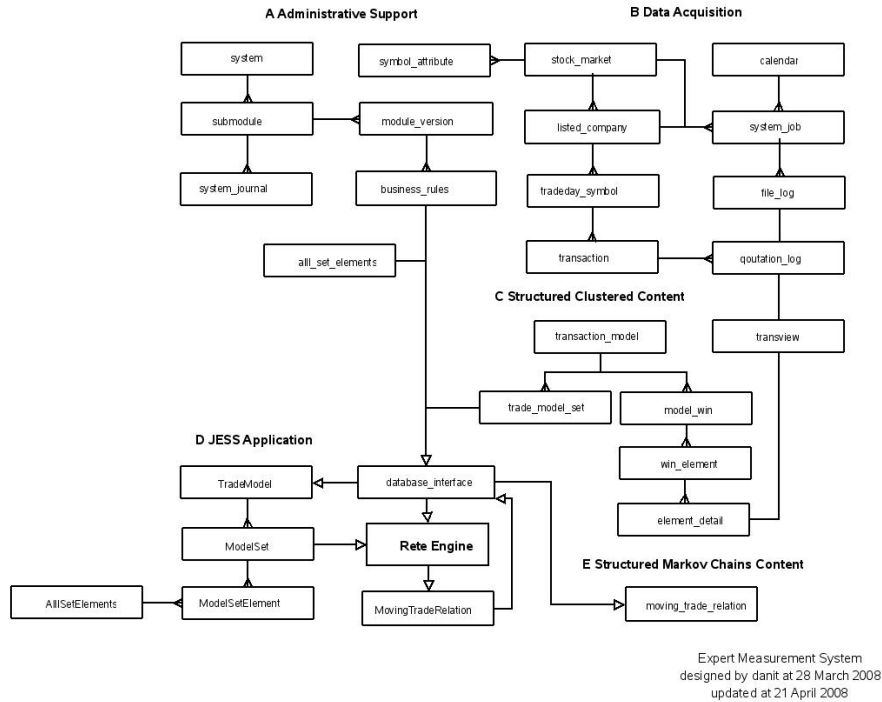 A Administrative Support
B Data Acquisition
system
symbol_attribute
stock_market
calendar
submodule
module_version
listed_company
system_job
system_journal
business_rules
tradeday_symbol
file_log
alll_set_elements
transaction
qoutation_log
C Structured Clustered Content
transaction_model
transview
trade_model_set
model_win
D JESS Application
win_element
TradeModel
database_interface
element_detail
ModelSet
Rete Engine
E Structured Markov Chains Content
AlllSetElements
ModelSetElement
MovingTradeRelation
moving_trade_relation
Expert Measurement System
designed by danit at 28 March 2008
updated at 21 April 2008